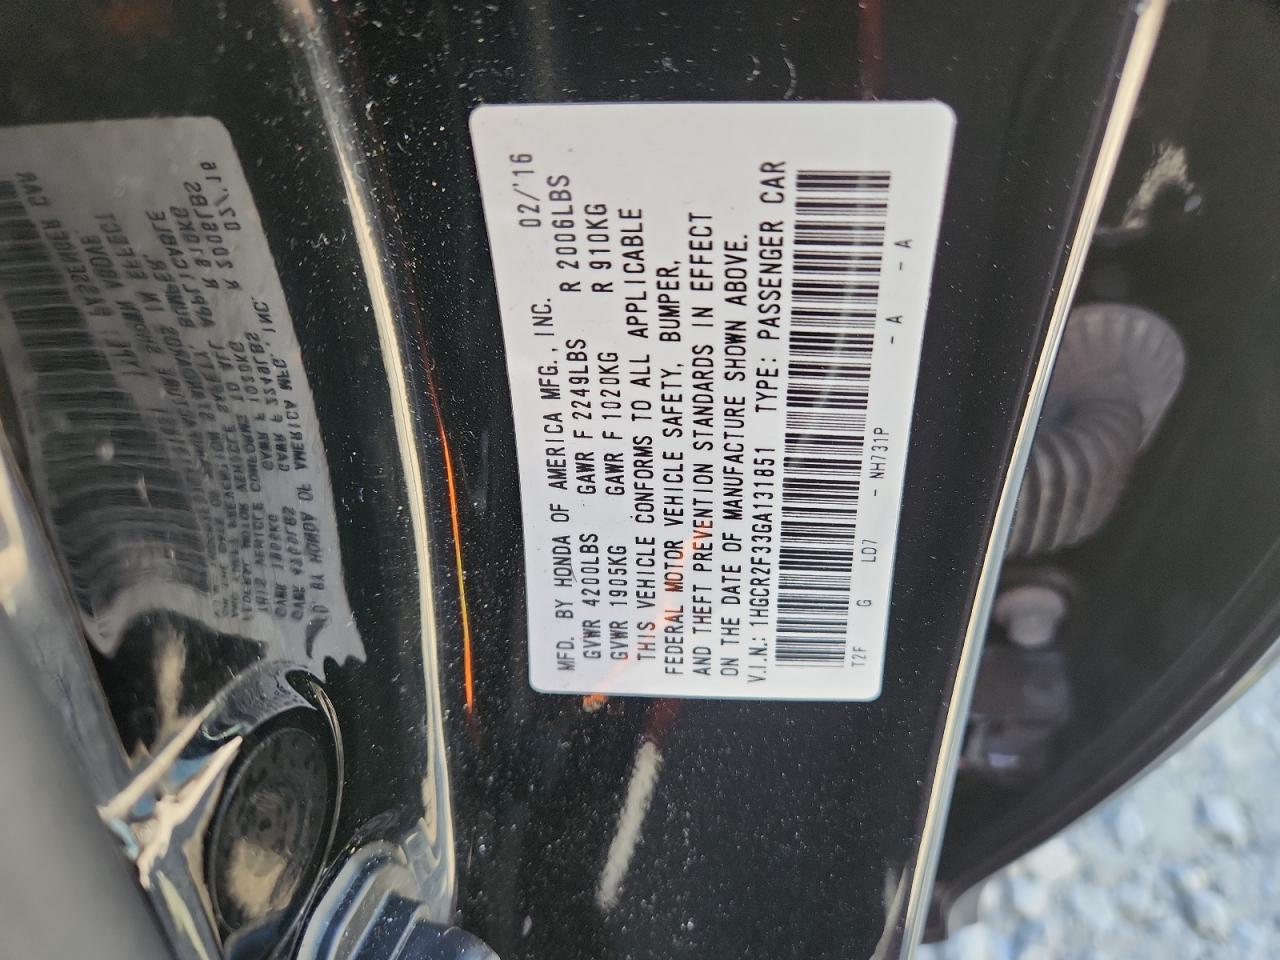 MFD. BY HONDA OF AMERICA MFG., INC. 02/'16
GVWR 4200LBS GAWR F 2249LBS R 2006LBS
GVWR 1905KG GAWR F 1020KG R 910KG
THIS VEHICLE CONFORMS TO ALL APPLICABLE
FEDERAL MOTOR VEHICLE SAFETY, BUMPER,
AND THEFT PREVENTION STANDARDS IN EFFECT
ON THE DATE OF MANUFACTURE SHOWN ABOVE.
V.I.N.: 1HGCR2F33GA131851 TYPE: PASSENGER CAR
T2F G L07 - NH731P - A - A